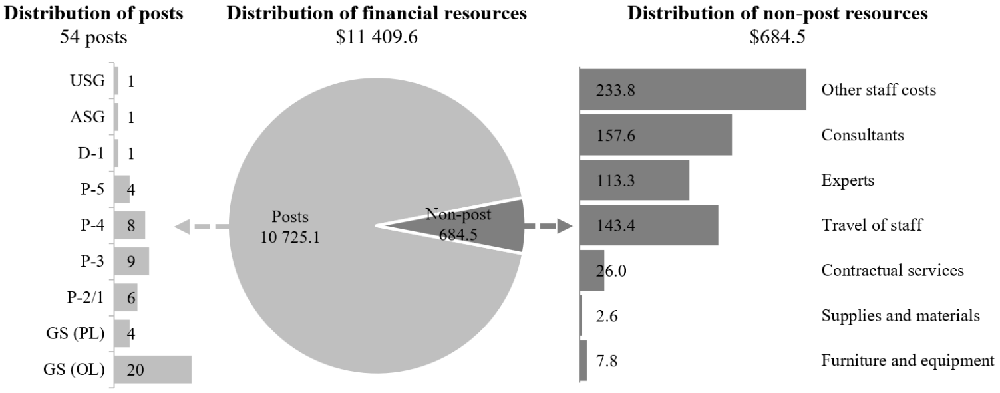 Distribution of posts
54 posts
USG 1
ASG 1
D-1 1
P-5 4
P-4 8
P-3 9
P-2/1 6
GS (PL) 4
GS (OL) 20
Distribution of financial resources
$11 409.6
Posts
10 725.1
Non-post
684.5
Distribution of non-post resources
$684.5
233.8 Other staff costs
157.6 Consultants
113.3 Experts
143.4 Travel of staff
26.0 Contractual services
2.6 Supplies and materials
7.8 Furniture and equipment